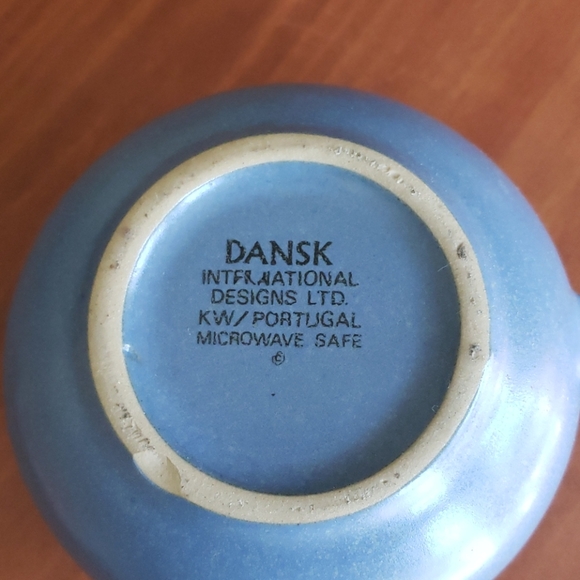 DANSK
INTERNATIONAL
DESIGNS LTD.
KW/PORTUGAL
MICROWAVE SAFE
©